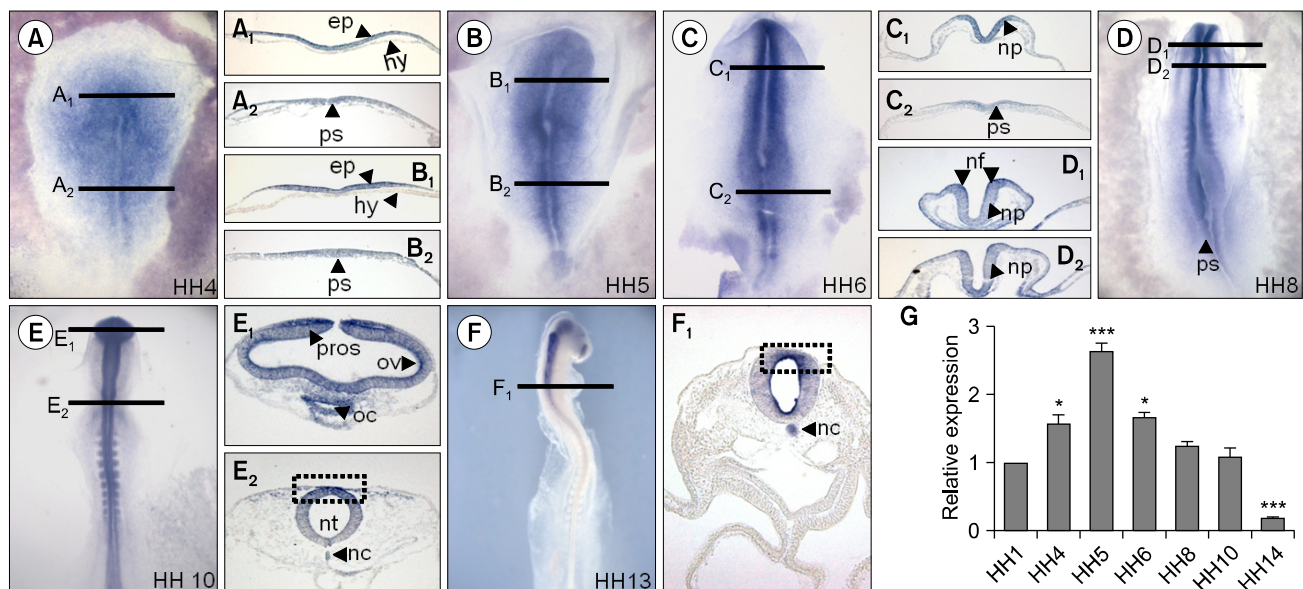 A
A1
A2
HH4
A1
ep
hy
A2
ps
B1
ep
hy
B2
ps
B
B1
B2
HH5
C
C1
C2
HH6
C1
np
C2
ps
D1
nf
np
D2
np
D
D1
D2
ps
HH8
E
E1
E2
HH 10
E1
pros
ov
oc
E2
nt
nc
F
F1
HH13
F1
nc
G
Relative expression
3
2
1
0
*
***
*
***
HH1
HH4
HH5
HH6
HH8
HH10
HH14